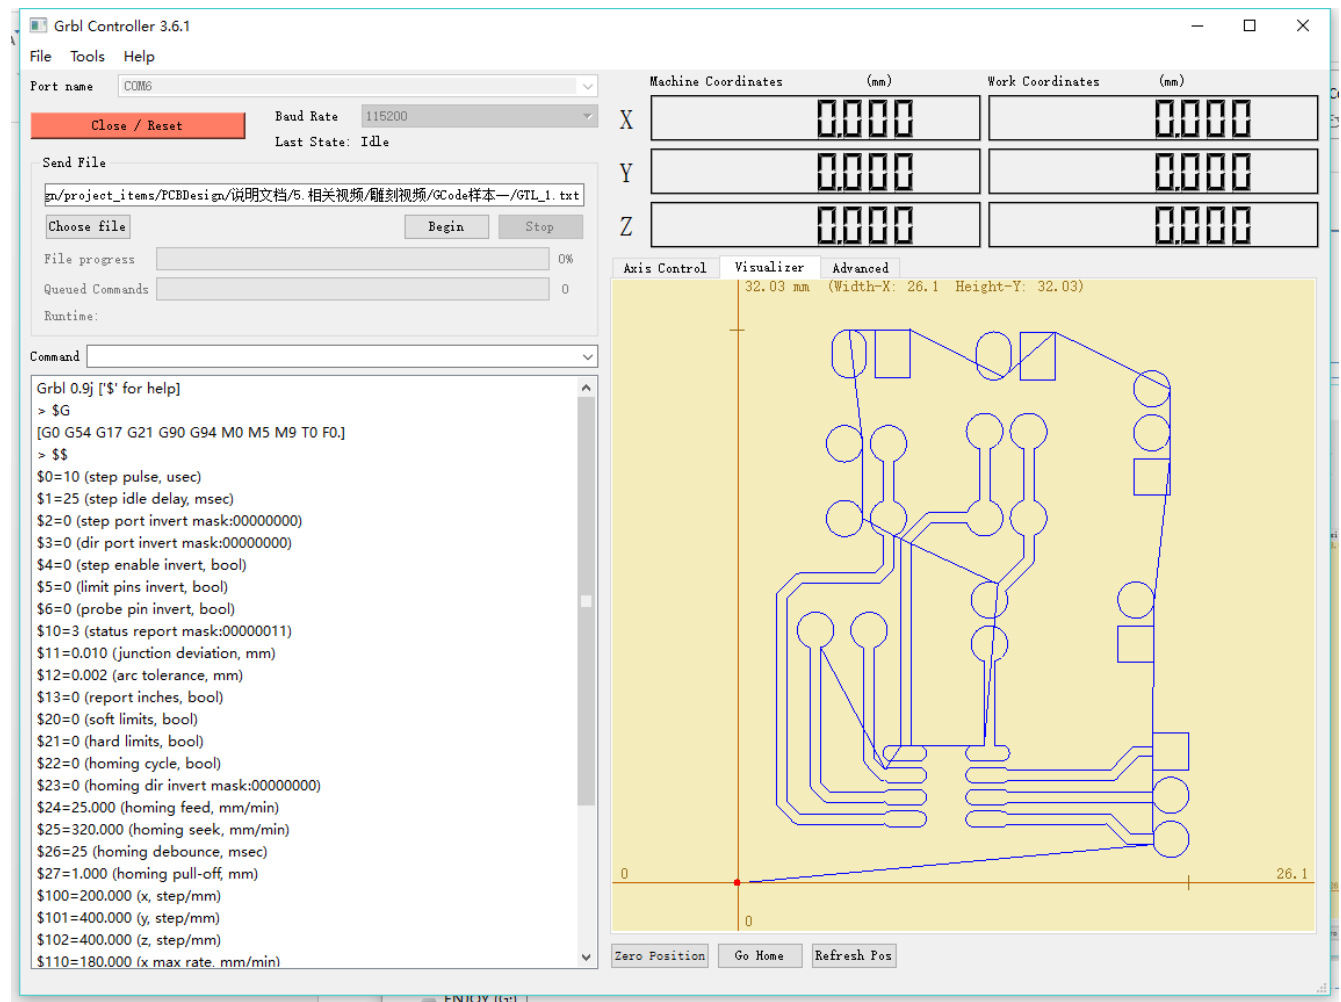 Grbl Controller 3.6.1
File Tools Help
Port name COM6
Close / Reset
Baud Rate 115200
Last State: Idle
Send File
gn/project_items/PCBDesign/说明文档/5.相关视频/雕刻视频/GCode样本一/GTL_1.txt
Choose file Begin Stop
File progress 0%
Queued Commands 0
Runtime:
Command
Grbl 0.9j ['$' for help]
> $G
[G0 G54 G17 G21 G90 G94 M0 M5 M9 T0 F0.]
> $$
$0=10 (step pulse, usec)
$1=25 (step idle delay, msec)
$2=0 (step port invert mask:00000000)
$3=0 (dir port invert mask:00000000)
$4=0 (step enable invert, bool)
$5=0 (limit pins invert, bool)
$6=0 (probe pin invert, bool)
$10=3 (status report mask:00000011)
$11=0.010 (junction deviation, mm)
$12=0.002 (arc tolerance, mm)
$13=0 (report inches, bool)
$20=0 (soft limits, bool)
$21=0 (hard limits, bool)
$22=0 (homing cycle, bool)
$23=0 (homing dir invert mask:00000000)
$24=25.000 (homing feed, mm/min)
$25=320.000 (homing seek, mm/min)
$26=25 (homing debounce, msec)
$27=1.000 (homing pull-off, mm)
$100=200.000 (x, step/mm)
$101=400.000 (y, step/mm)
$102=400.000 (z, step/mm)
$110=180.000 (x max rate, mm/min)
Machine Coordinates (mm) Work Coordinates (mm)
X 0.000 0.000
Y 0.000 0.000
Z 0.000 0.000
Axis Control Visualizer Advanced
32.03 mm (Width-X: 26.1 Height-Y: 32.03)
0 26.1
0
Zero Position Go Home Refresh Pos
ENJOY (G:)